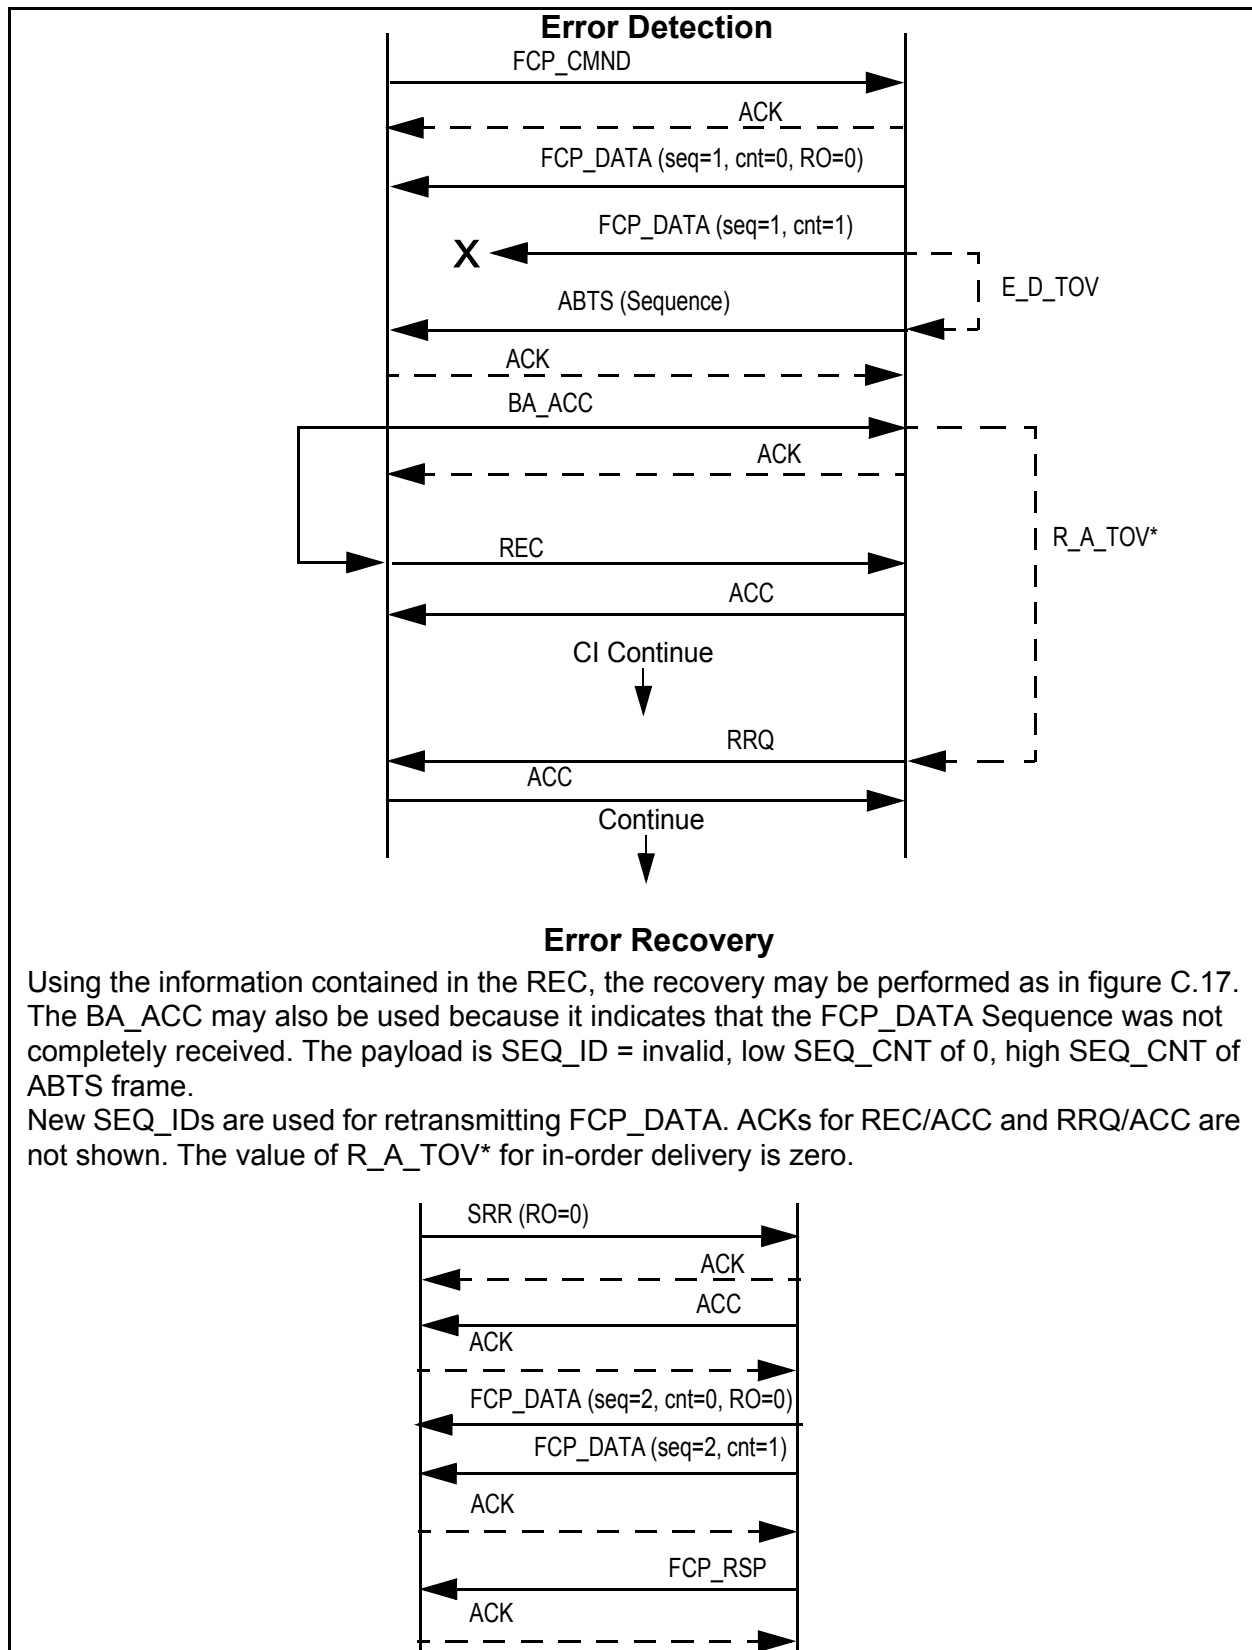 Error Detection
FCP_CMND
ACK
FCP_DATA (seq=1, cnt=0, RO=0)
FCP_DATA (seq=1, cnt=1)
X
E_D_TOV
ABTS (Sequence)
ACK
BA_ACC
ACK
R_A_TOV*
REC
ACC
CI Continue
RRQ
ACC
Continue
Error Recovery
Using the information contained in the REC, the recovery may be performed as in figure C.17.
The BA_ACC may also be used because it indicates that the FCP_DATA Sequence was not
completely received. The payload is SEQ_ID = invalid, low SEQ_CNT of 0, high SEQ_CNT of
ABTS frame.
New SEQ_IDs are used for retransmitting FCP_DATA. ACKs for REC/ACC and RRQ/ACC are
not shown. The value of R_A_TOV* for in-order delivery is zero.
SRR (RO=0)
ACK
ACC
ACK
FCP_DATA (seq=2, cnt=0, RO=0)
FCP_DATA (seq=2, cnt=1)
ACK
FCP_RSP
ACK